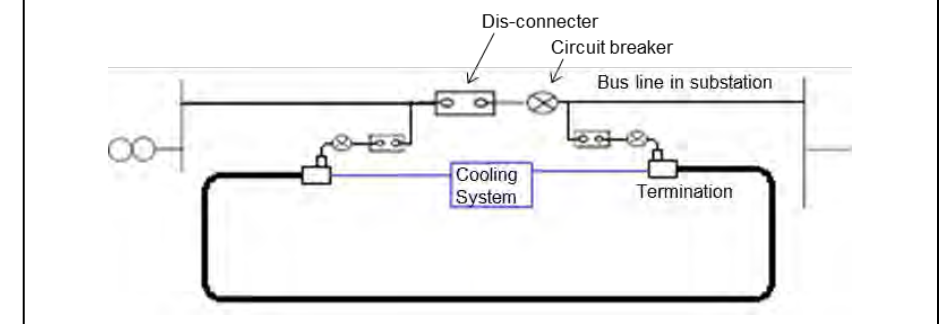 Dis-connecter
Circuit breaker
Bus line in substation
Cooling
System
Termination